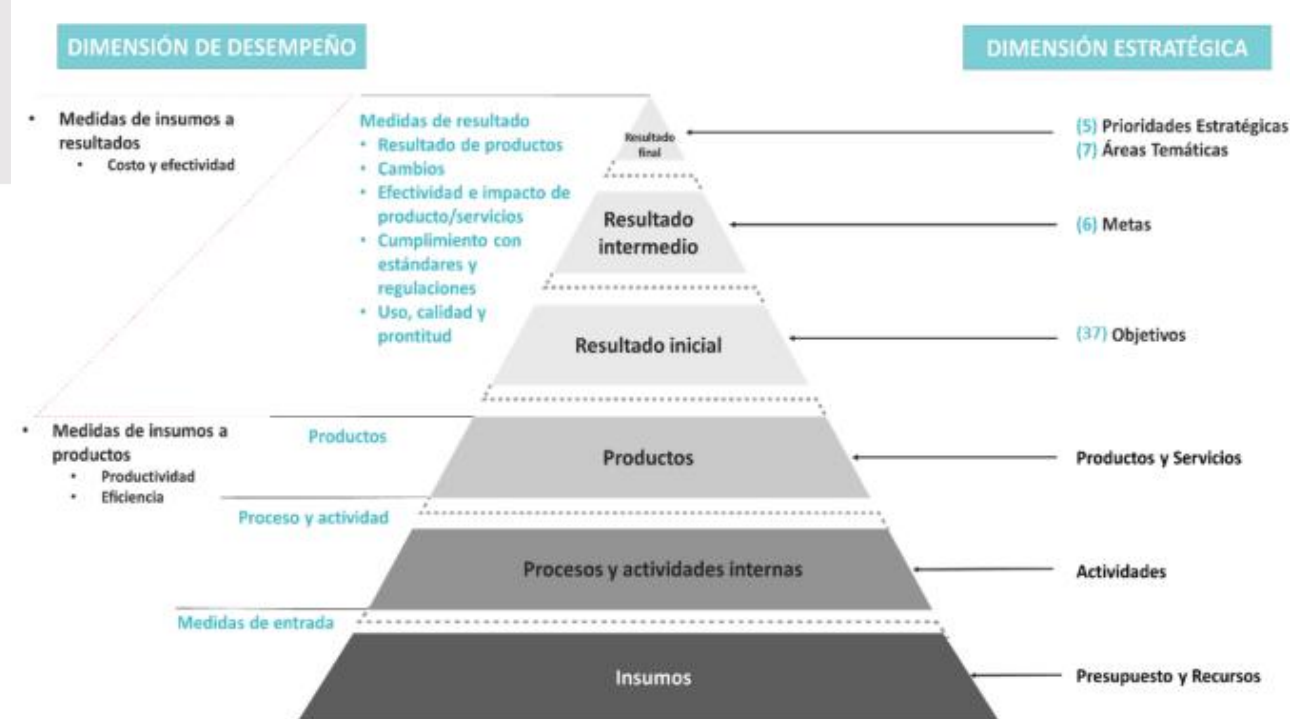 DIMENSIÓN DE DESEMPEÑO
DIMENSIÓN ESTRATÉGICA
• Medidas de insumos a
resultados
• Costo y efectividad
Medidas de resultado
• Resultado de productos
• Cambios
• Efectividad e impacto de
producto/servicios
• Cumplimiento con
estándares y
regulaciones
• Uso, calidad y
prontitud
Resultado
final
(5) Prioridades Estratégicas
(7) Áreas Temáticas
Resultado
intermedio
(6) Metas
Resultado inicial
(37) Objetivos
• Medidas de insumos a
productos
• Productividad
• Eficiencia
Productos
Productos
Productos y Servicios
Proceso y actividad
Procesos y actividades internas
Actividades
Medidas de entrada
Insumos
Presupuesto y Recursos